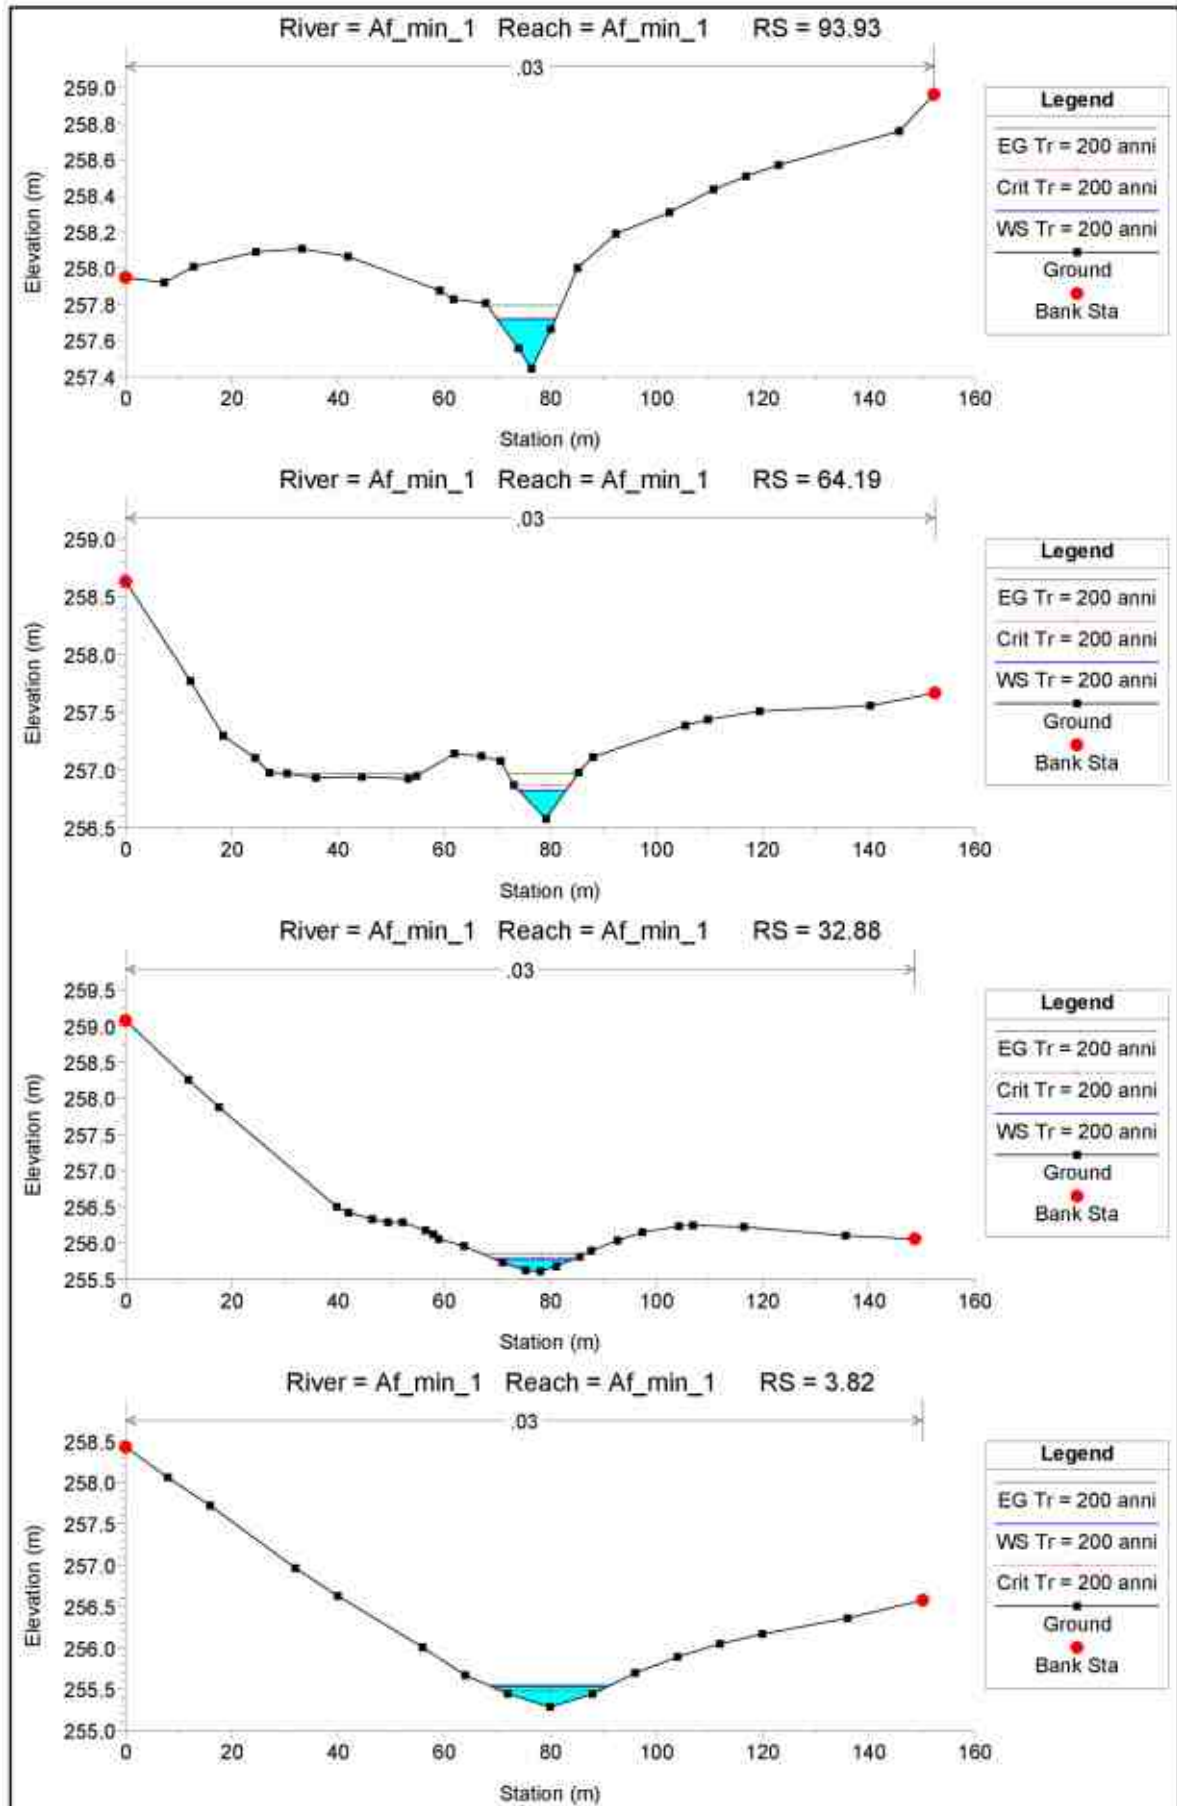 River = Af_min_1 Reach = Af_min_1 RS = 93.93
.03
259.0
258.8
258.6
258.4
258.2
258.0
257.8
257.6
257.4
Elevation (m)
0 20 40 60 80 100 120 140 160
Station (m)
Legend
EG Tr = 200 anni
Crit Tr = 200 anni
WS Tr = 200 anni
Ground
Bank Sta
River = Af_min_1 Reach = Af_min_1 RS = 64.19
.03
259.0
258.5
258.0
257.5
257.0
256.5
Elevation (m)
0 20 40 60 80 100 120 140 160
Station (m)
Legend
EG Tr = 200 anni
Crit Tr = 200 anni
WS Tr = 200 anni
Ground
Bank Sta
River = Af_min_1 Reach = Af_min_1 RS = 32.88
.03
259.5
259.0
258.5
258.0
257.5
257.0
256.5
256.0
255.5
Elevation (m)
0 20 40 60 80 100 120 140 160
Station (m)
Legend
EG Tr = 200 anni
Crit Tr = 200 anni
WS Tr = 200 anni
Ground
Bank Sta
River = Af_min_1 Reach = Af_min_1 RS = 3.82
.03
258.5
258.0
257.5
257.0
256.5
256.0
255.5
255.0
Elevation (m)
0 20 40 60 80 100 120 140 160
Station (m)
Legend
EG Tr = 200 anni
WS Tr = 200 anni
Crit Tr = 200 anni
Ground
Bank Sta